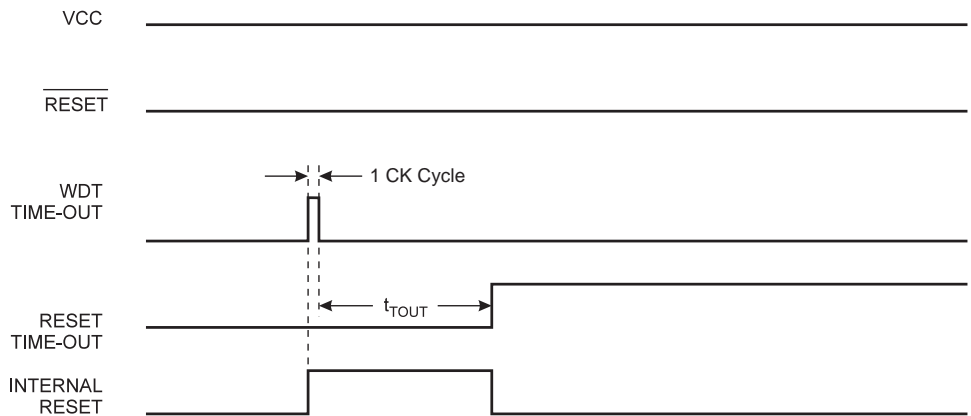 VCC
RESET
1 CK Cycle
WDT
TIME-OUT
tTOUT
RESET
TIME-OUT
INTERNAL
RESET